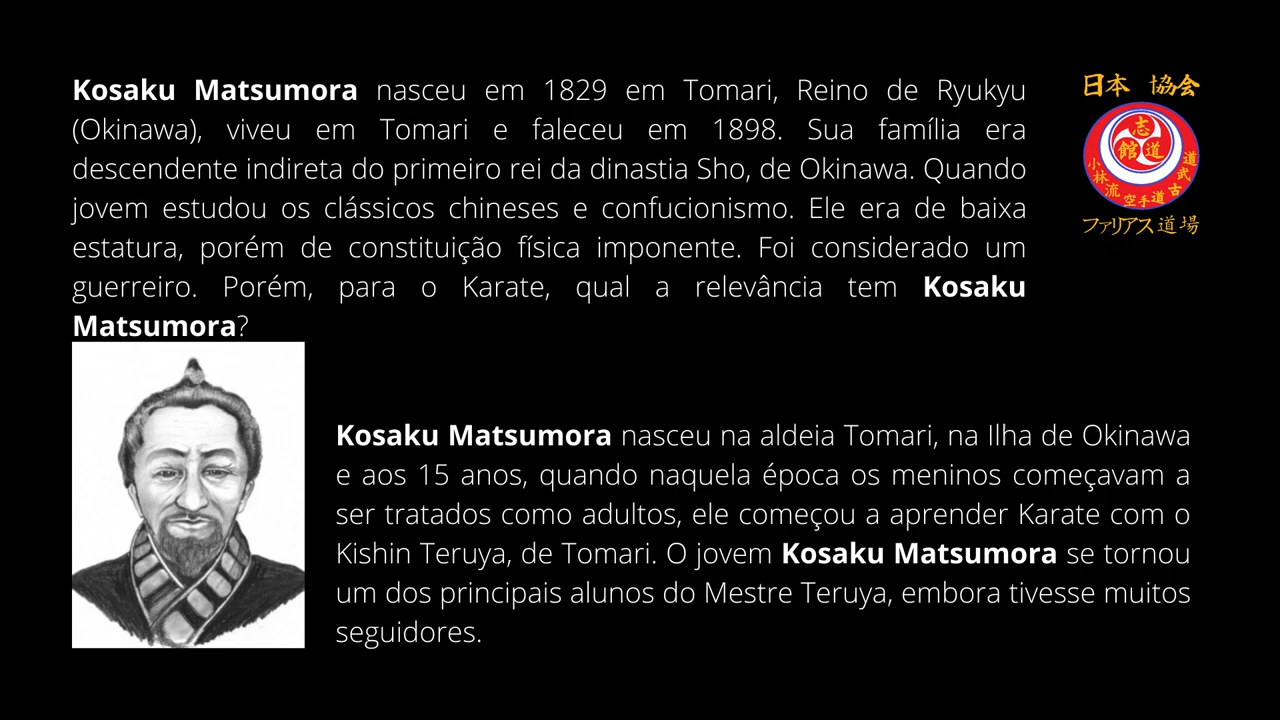 Kosaku Matsumora nasceu em 1829 em Tomari, Reino de Ryukyu
(Okinawa), viveu em Tomari e faleceu em 1898. Sua família era
descendente indireta do primeiro rei da dinastia Sho, de Okinawa. Quando
jovem estudou os clássicos chineses e confucionismo. Ele era de baixa
estatura, porém de constituição física imponente. Foi considerado um
guerreiro. Porém, para o Karate, qual a relevância tem Kosaku
Matsumora?
日本 協会
志
館道
小林流空手道古武道
ファリアス道場
Kosaku Matsumora nasceu na aldeia Tomari, na Ilha de Okinawa
e aos 15 anos, quando naquela época os meninos começavam a
ser tratados como adultos, ele começou a aprender Karate com o
Kishin Teruya, de Tomari. O jovem Kosaku Matsumora se tornou
um dos principais alunos do Mestre Teruya, embora tivesse muitos
seguidores.